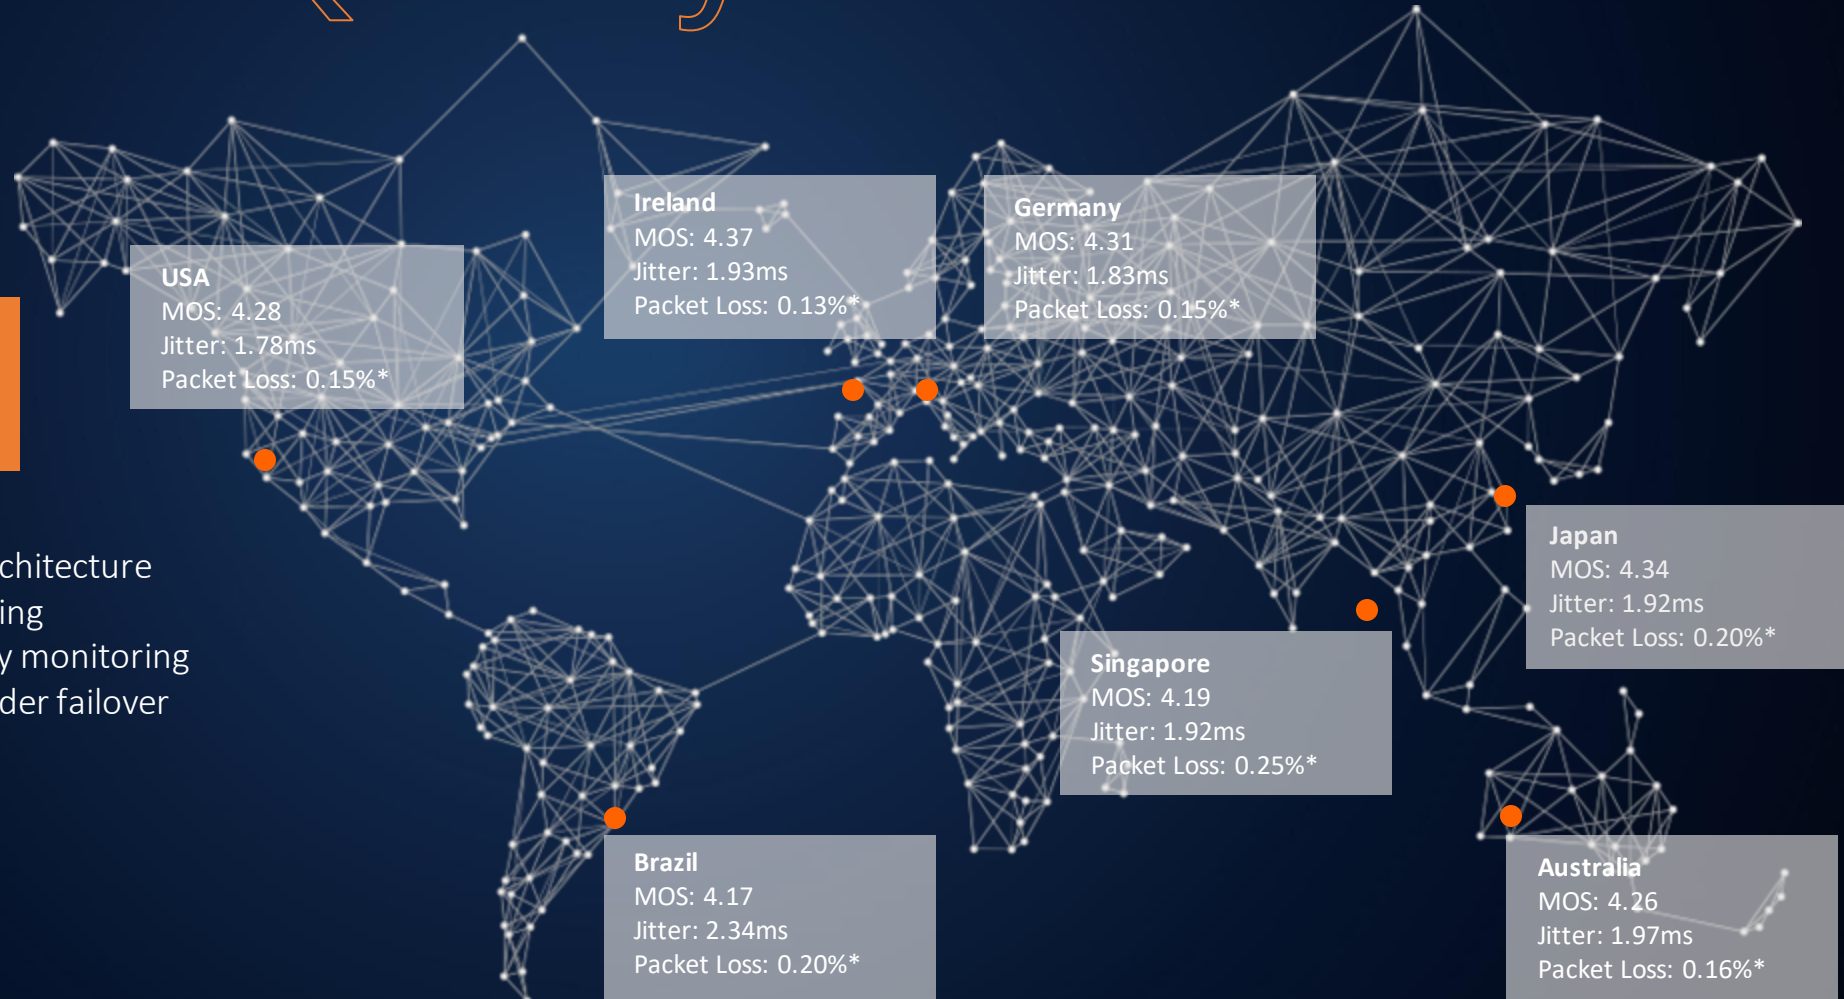 Ireland
MOS: 4.37
Jitter: 1.93ms
Packet Loss: 0.13%*
Germany
MOS: 4.31
Jitter: 1.83ms
Packet Loss: 0.15%*
USA
MOS: 4.28
Jitter: 1.78ms
Packet Loss: 0.15%*
chitecture
ing
y monitoring
der failover
Japan
MOS: 4.34
Jitter: 1.92ms
Packet Loss: 0.20%*
Singapore
MOS: 4.19
Jitter: 1.92ms
Packet Loss: 0.25%*
Brazil
MOS: 4.17
Jitter: 2.34ms
Packet Loss: 0.20%*
Australia
MOS: 4.26
Jitter: 1.97ms
Packet Loss: 0.16%*